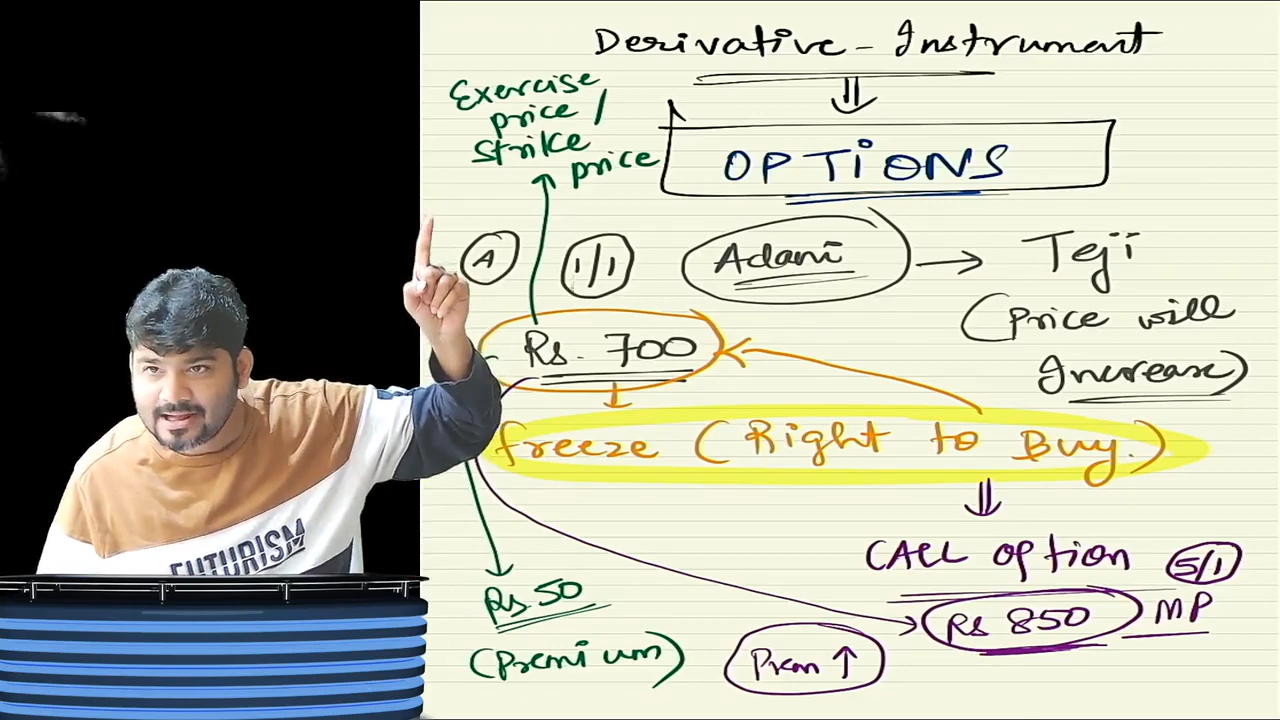 Derivative - Instrument
⇓
Exercise
price /
Strike
price
OPTIONS
A
1/1
Adani → Teji
(Price will
Increase)
Rs. 700
freeze (Right to Buy.)
⇓
CALL option
5/1
Rs 850 MP
Rs. 50
(Premium)
Prem ↑
FUTURISM